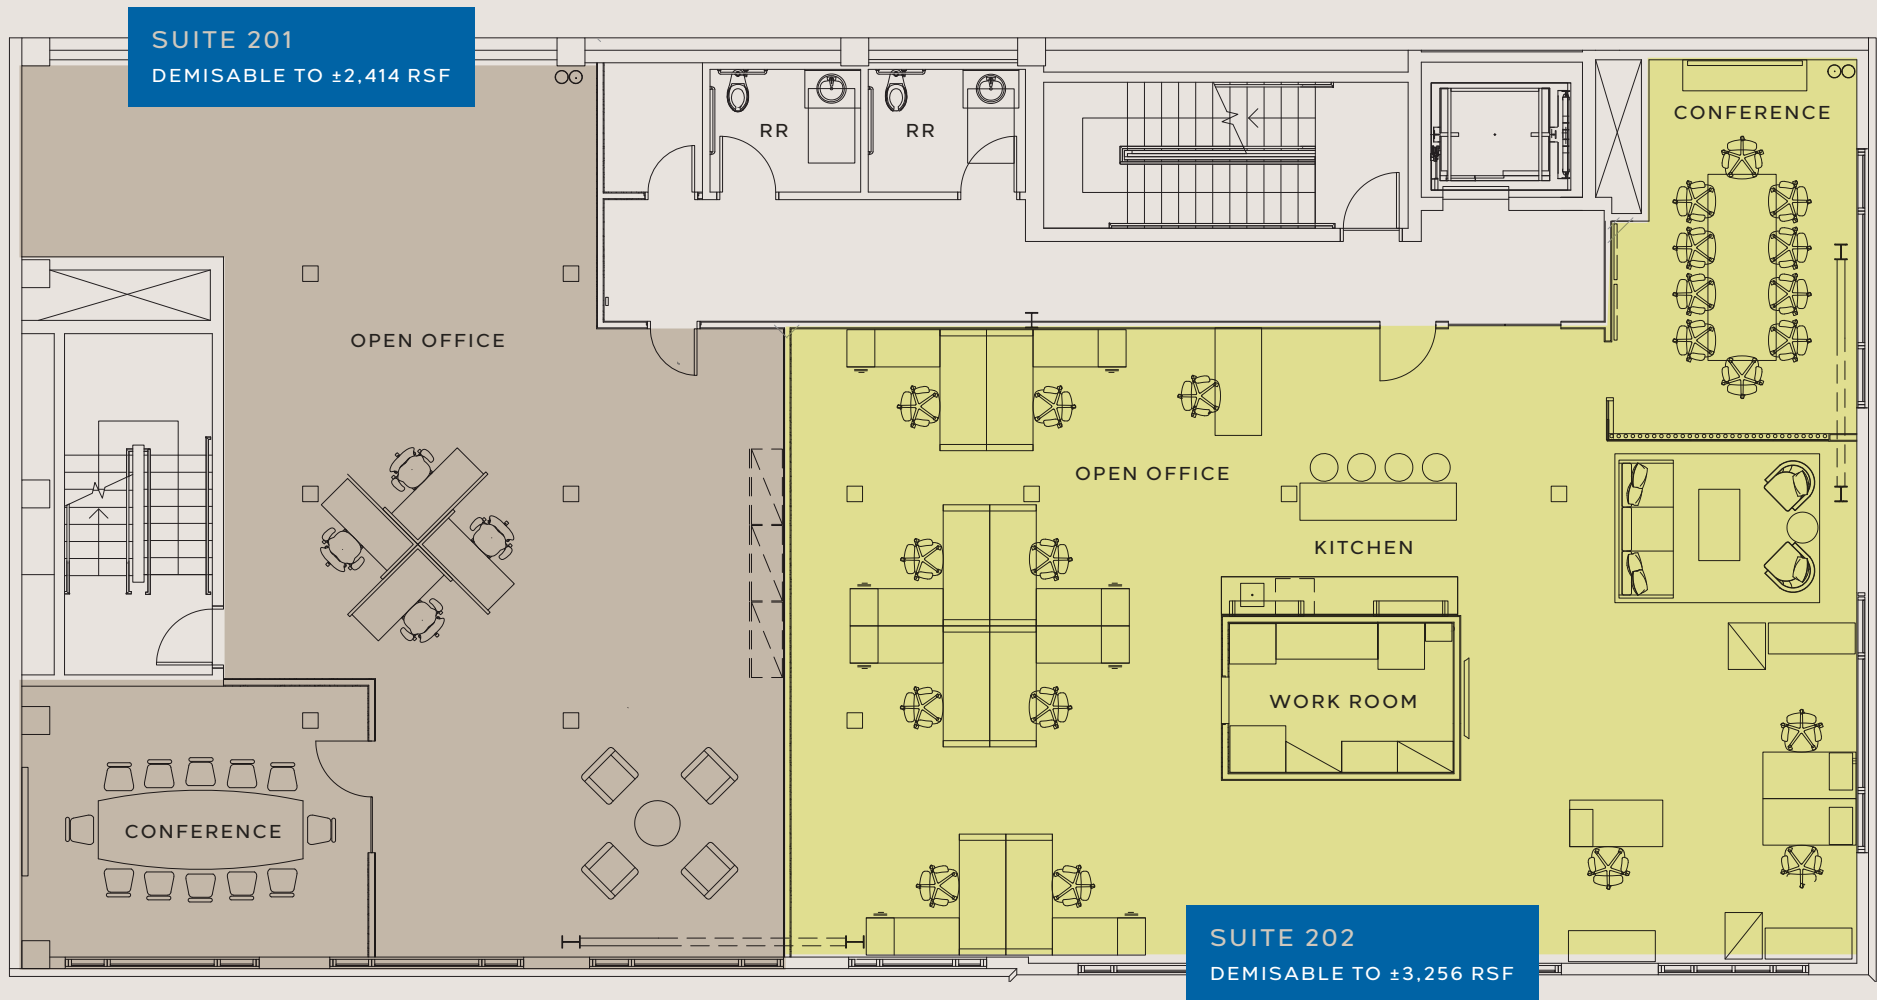 SUITE 201
DEMISABLE TO ±2,414 RSF
RR
RR
CONFERENCE
OPEN OFFICE
OPEN OFFICE
KITCHEN
WORK ROOM
CONFERENCE
SUITE 202
DEMISABLE TO ±3,256 RSF